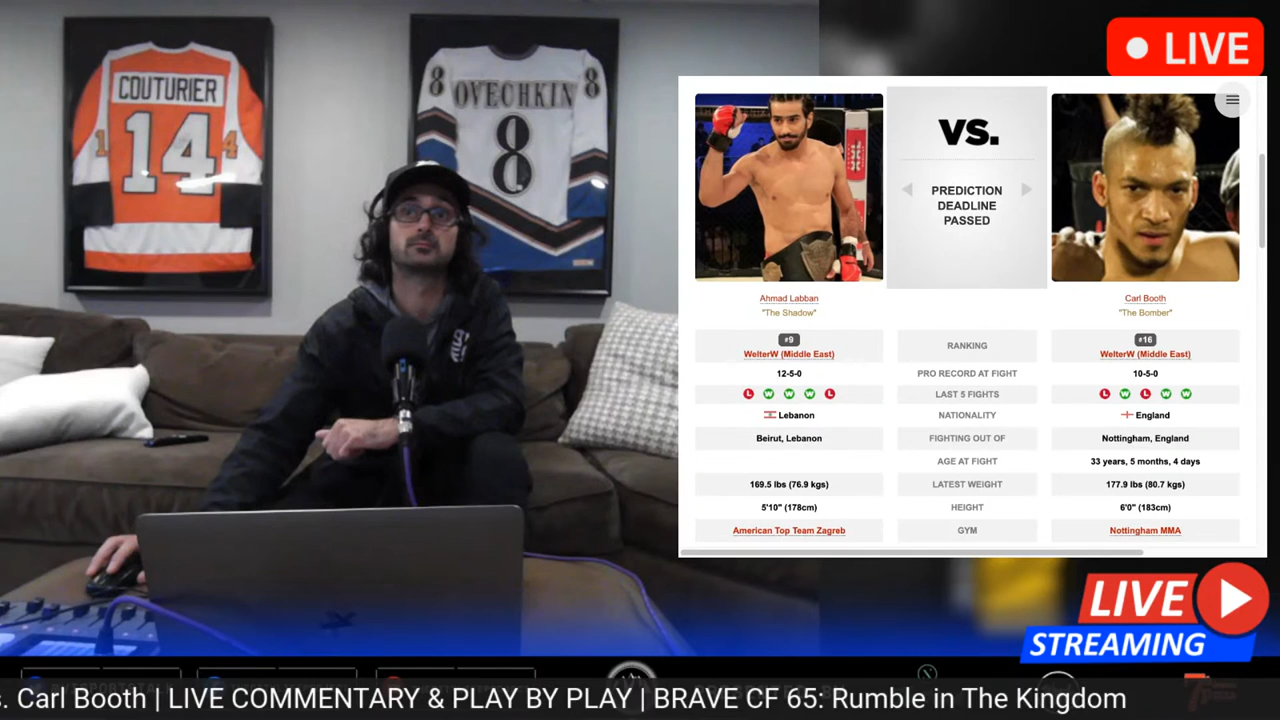 COUTURIER
14
1
4
OVECHKIN
8
8
8
LIVE
VS.
PREDICTION
DEADLINE
PASSED
Ahmad Labban
"The Shadow"
Carl Booth
"The Bomber"
#9
WelterW (Middle East)
RANKING
#16
WelterW (Middle East)
12-5-0
PRO RECORD AT FIGHT
10-5-0
L W W W L
LAST 5 FIGHTS
L W L W W
Lebanon
NATIONALITY
England
Beirut, Lebanon
FIGHTING OUT OF
Nottingham, England
AGE AT FIGHT
33 years, 5 months, 4 days
169.5 lbs (76.9 kgs)
LATEST WEIGHT
177.9 lbs (80.7 kgs)
5'10" (178cm)
HEIGHT
6'0" (183cm)
American Top Team Zagreb
GYM
Nottingham MMA
LIVE
STREAMING
s. Carl Booth | LIVE COMMENTARY & PLAY BY PLAY | BRAVE CF 65: Rumble in The Kingdom